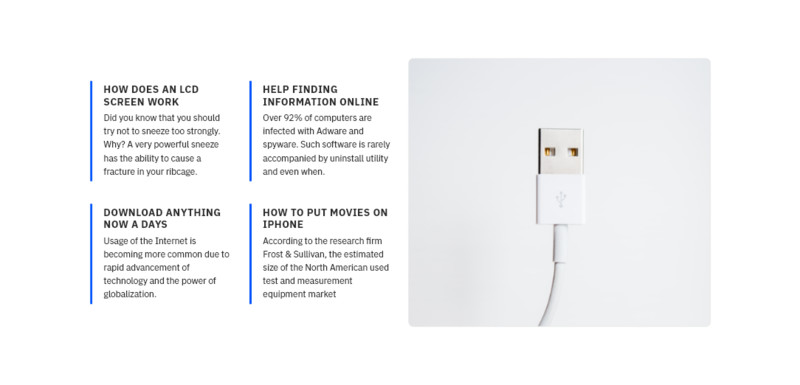 HOW DOES AN LCD
SCREEN WORK
Did you know that you should
try not to sneeze too strongly.
Why? A very powerful sneeze
has the ability to cause a
fracture in your ribcage.
HELP FINDING
INFORMATION ONLINE
Over 92% of computers are
infected with Adware and
spyware. Such software is rarely
accompanied by uninstall utility
and even when.
DOWNLOAD ANYTHING
NOW A DAYS
Usage of the Internet is
becoming more common due to
rapid advancement of
technology and the power of
globalization.
HOW TO PUT MOVIES ON
IPHONE
According to the research firm
Frost & Sullivan, the estimated
size of the North American used
test and measurement
equipment market